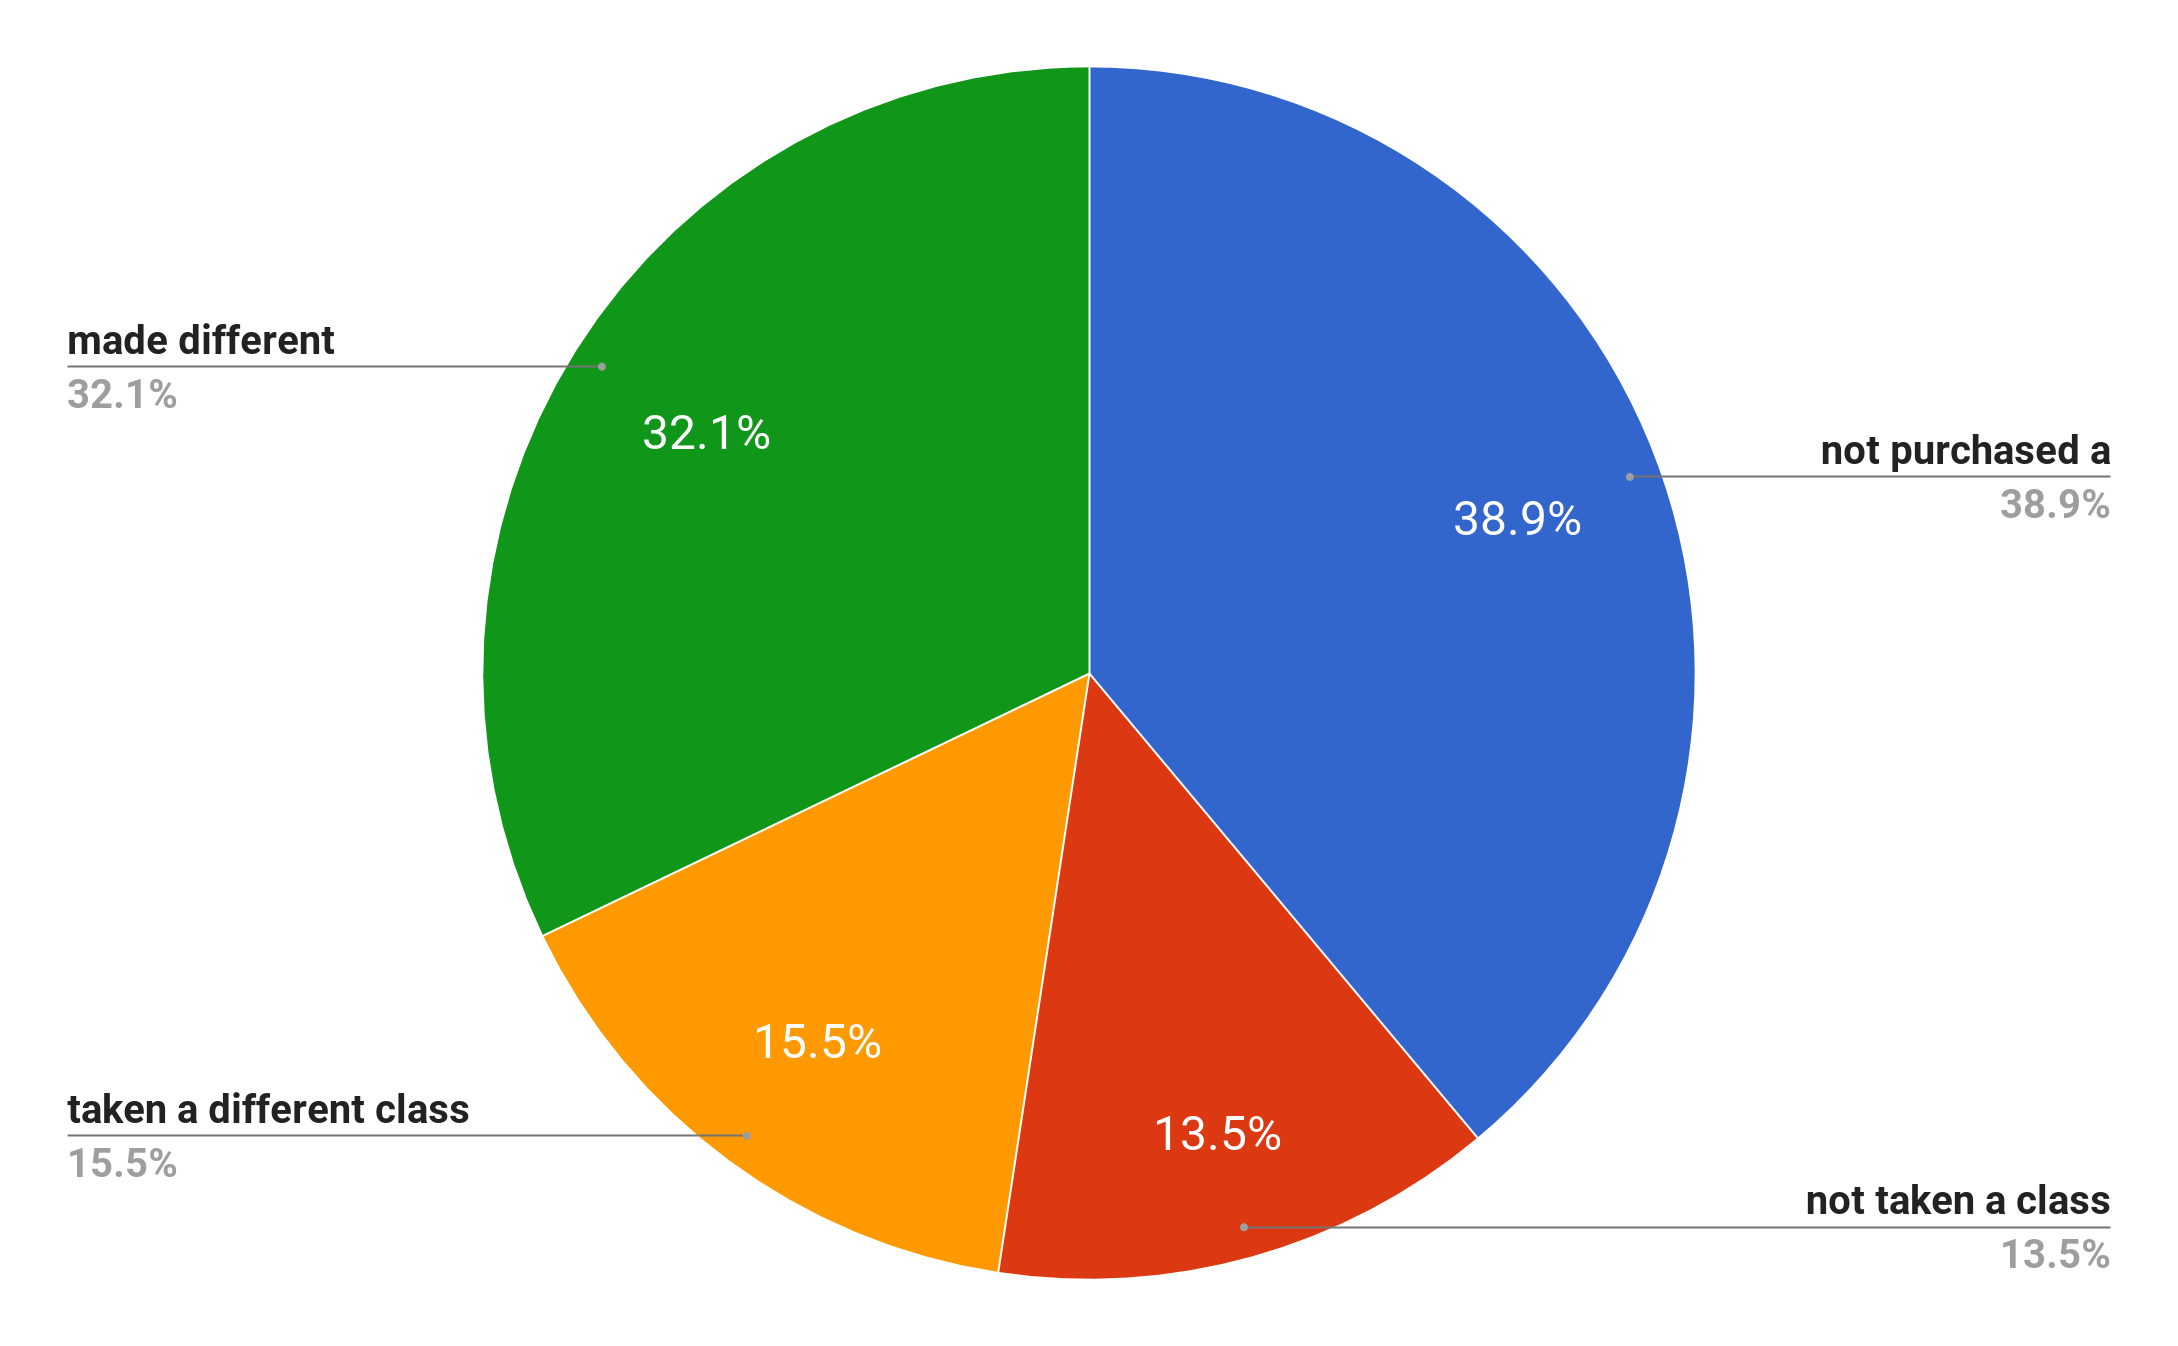 made different
32.1%
32.1%
not purchased a
38.9%
38.9%
taken a different class
15.5%
15.5%
13.5%
not taken a class
13.5%